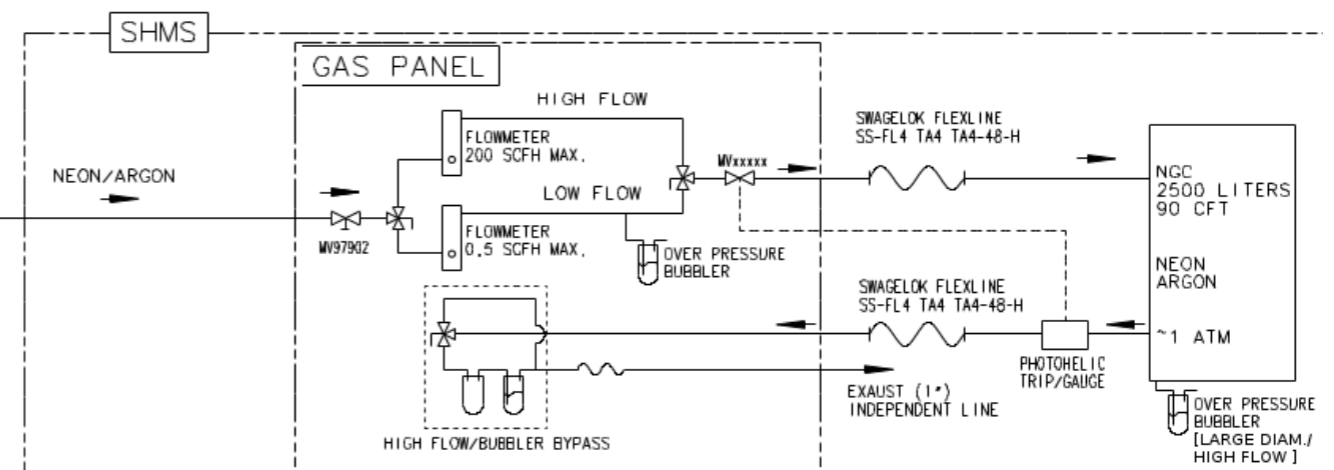 SHMS
GAS PANEL
HIGH FLOW
FLOWMETER
200 SCFH MAX.
SWAGELOK FLEXLINE
SS-FL4 TA4 TA4-48-H
MVxxxxx
NEON/ARGON
NGC
2500 LITERS
90 CFT
LOW FLOW
MV97902
FLOWMETER
0.5 SCFH MAX.
OVER PRESSURE
BUBBLER
NEON
ARGON
SWAGELOK FLEXLINE
SS-FL4 TA4 TA4-48-H
~1 ATM
PHOTOHELIC
TRIP/GAUGE
EXAUST (1")
INDEPENDENT LINE
HIGH FLOW/BUBBLER BYPASS
OVER PRESSURE
BUBBLER
[LARGE DIAM./
HIGH FLOW ]